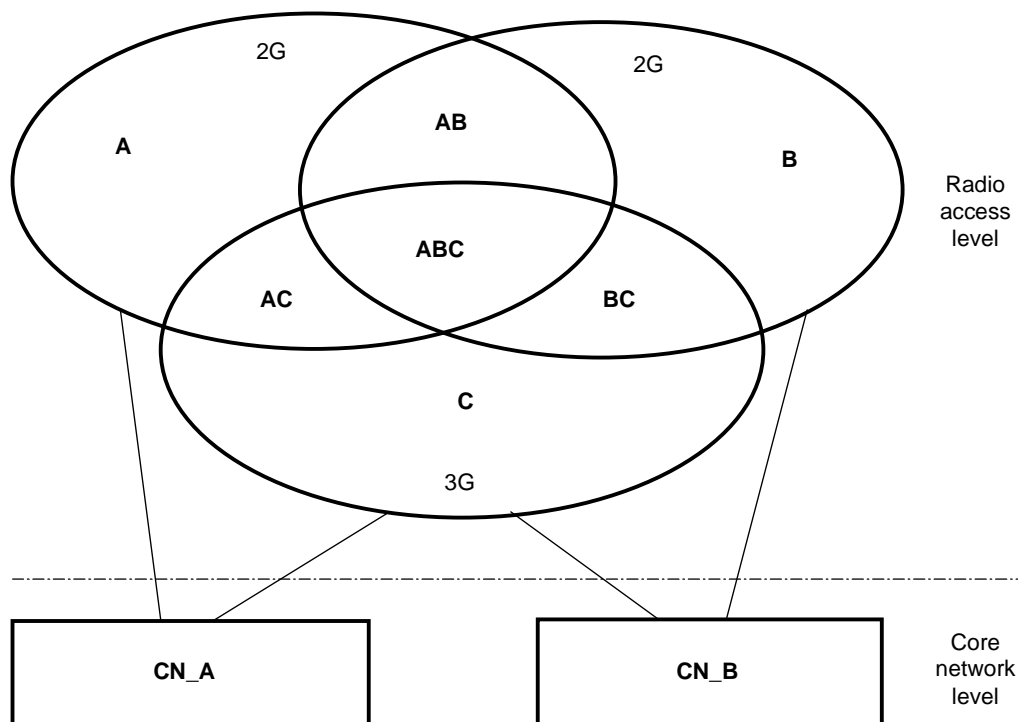 2G
2G
AB
A
B
Radio
access
level
ABC
AC
BC
C
3G
CN_A
CN_B
Core
network
level